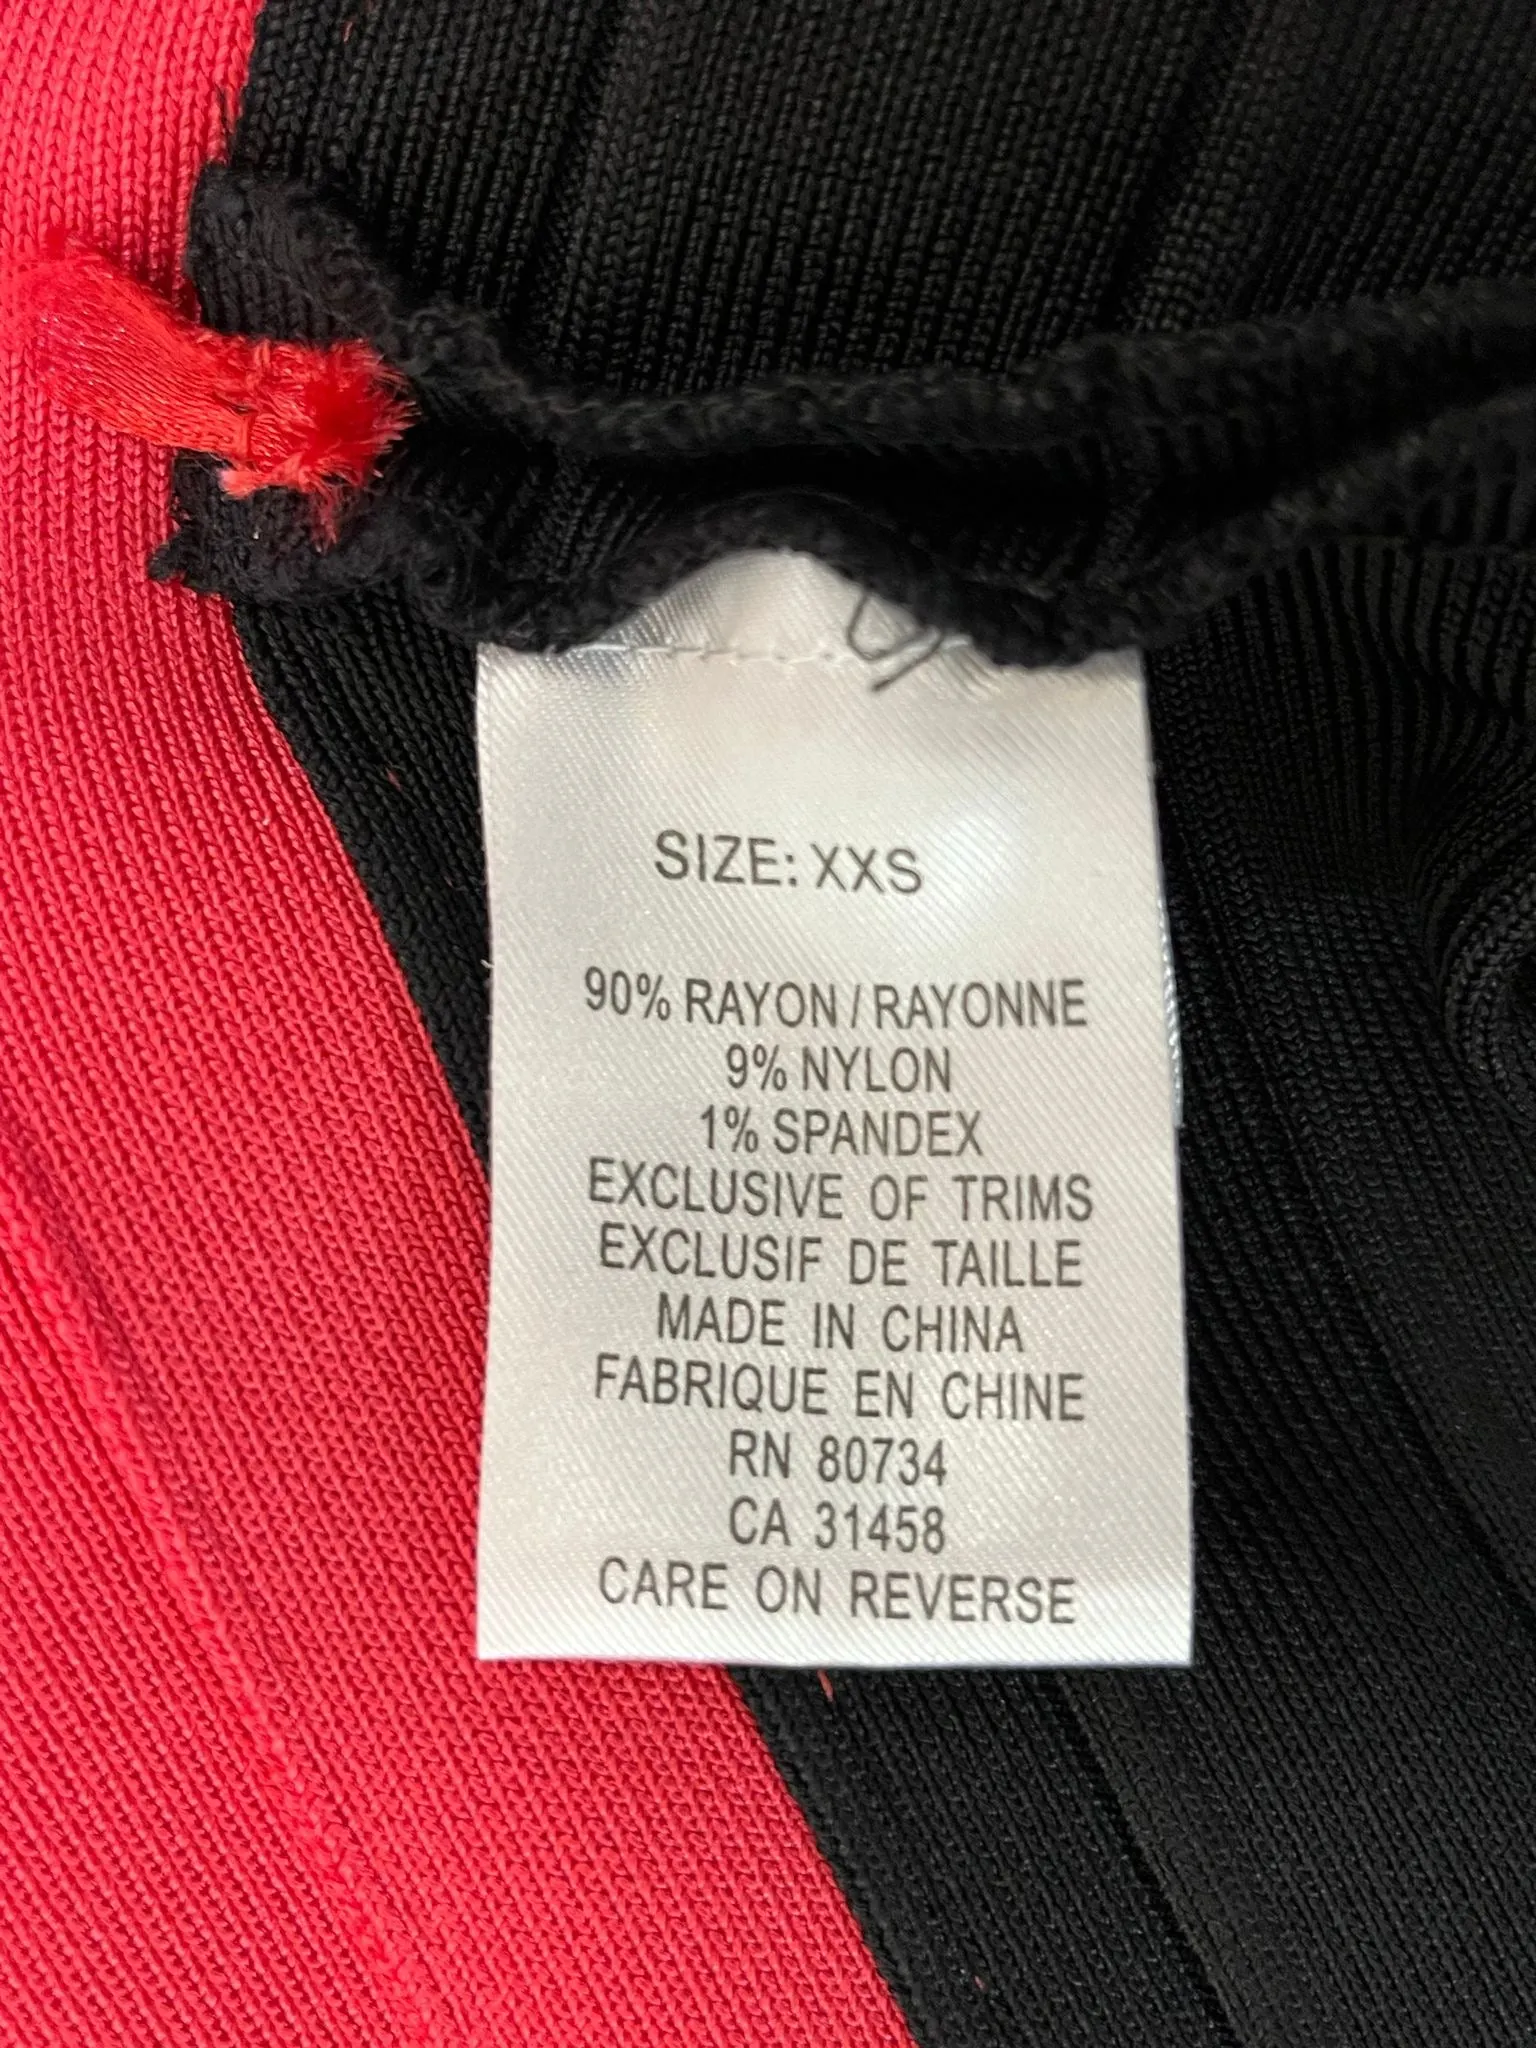 SIZE: XXS
90% RAYON / RAYONNE
9% NYLON
1% SPANDEX
EXCLUSIVE OF TRIMS
EXCLUSIF DE TAILLE
MADE IN CHINA
FABRIQUE EN CHINE
RN 80734
CA 31458
CARE ON REVERSE